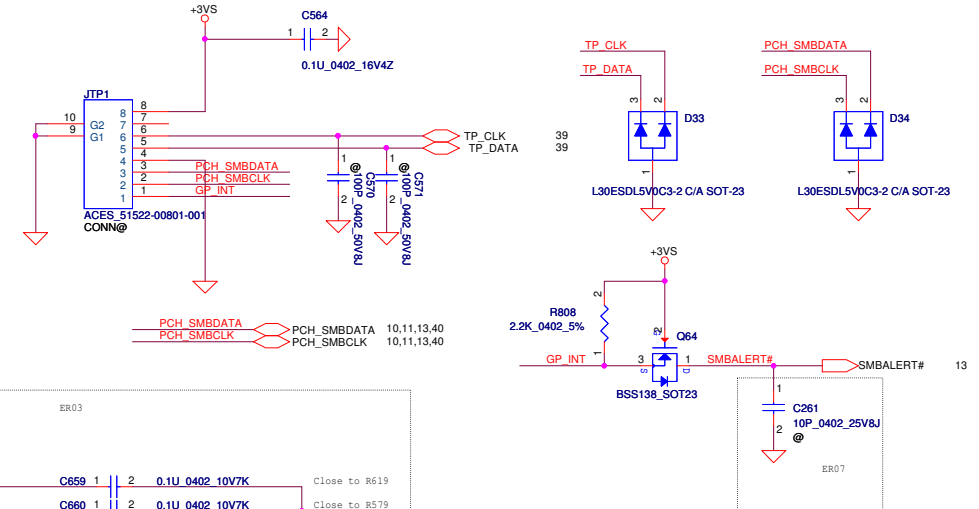 +3VS
C564
1 2
0.1U_0402_16V4Z
JTP1
10 G2
9 G1
8 8
7 7
6 6
5 5
4 4
3 3
2 2
1 1
PCH_SMBDATA
PCH_SMBCLK
GP_INT
ACES_51522-00801-001
CONN@
TP_CLK 39
TP_DATA 39
1 2
@
C570
100P_0402_50V8J
1 2
@
C571
100P_0402_50V8J
TP_CLK
TP_DATA
3 2
D33
1
L30ESDL5V0C3-2 C/A SOT-23
PCH_SMBDATA
PCH_SMBCLK
3 2
D34
1
L30ESDL5V0C3-2 C/A SOT-23
PCH_SMBDATA PCH_SMBDATA 10,11,13,40
PCH_SMBCLK PCH_SMBCLK 10,11,13,40
+3VS
R808
2.2K_0402_5%
2
1
2
G
Q64
GP_INT
3
S
1
D
BSS138_SOT23
SMBALERT#
SMBALERT# 13
1
C261
10P_0402_25V8J
2
@
ER07
ER03
C659 1 2 0.1U_0402_10V7K Close to R619
C660 1 2 0.1U_0402_10V7K Close to R579